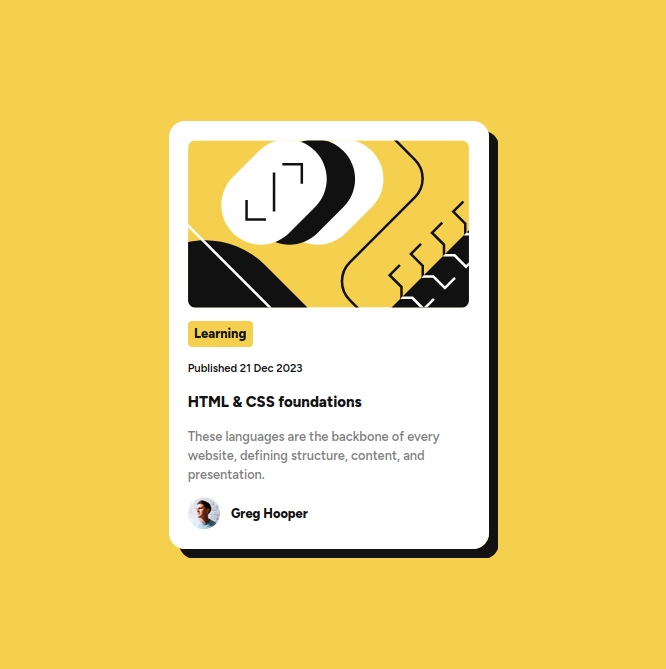 Learning
Published 21 Dec 2023
HTML & CSS foundations
These languages are the backbone of every
website, defining structure, content, and
presentation.
Greg Hooper